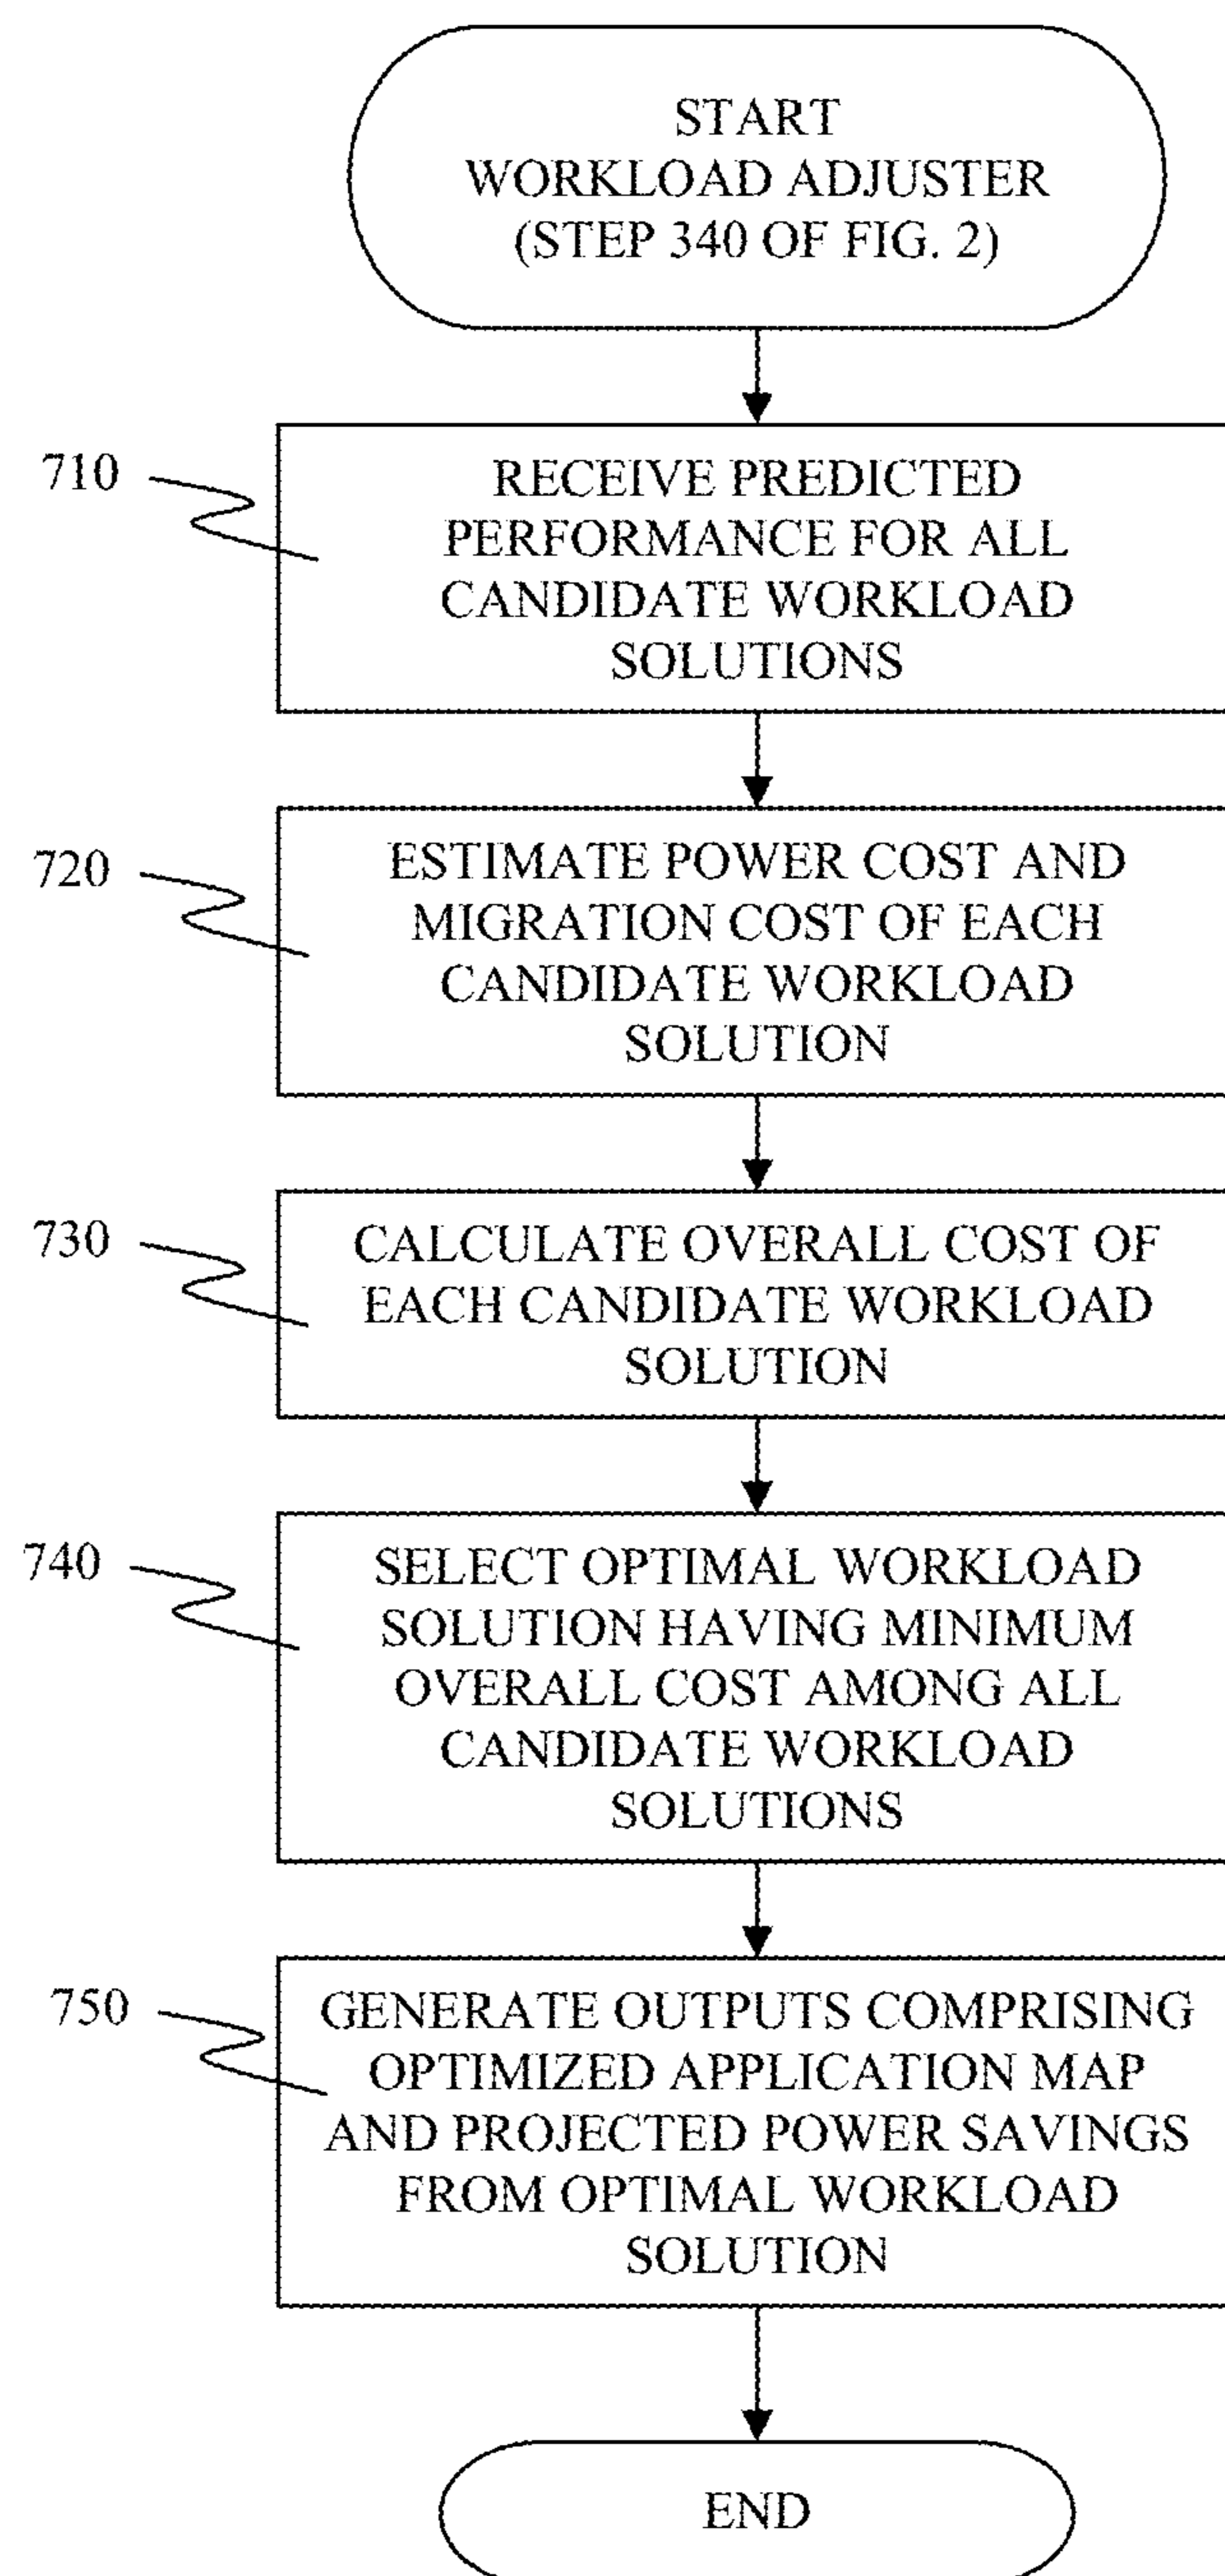 START
WORKLOAD ADJUSTER
(STEP 340 OF FIG. 2)
710
RECEIVE PREDICTED
PERFORMANCE FOR ALL
CANDIDATE WORKLOAD
SOLUTIONS
720
ESTIMATE POWER COST AND
MIGRATION COST OF EACH
CANDIDATE WORKLOAD
SOLUTION
730
CALCULATE OVERALL COST OF
EACH CANDIDATE WORKLOAD
SOLUTION
740
SELECT OPTIMAL WORKLOAD
SOLUTION HAVING MINIMUM
OVERALL COST AMONG ALL
CANDIDATE WORKLOAD
SOLUTIONS
750
GENERATE OUTPUTS COMPRISING
OPTIMIZED APPLICATION MAP
AND PROJECTED POWER SAVINGS
FROM OPTIMAL WORKLOAD
SOLUTION
END